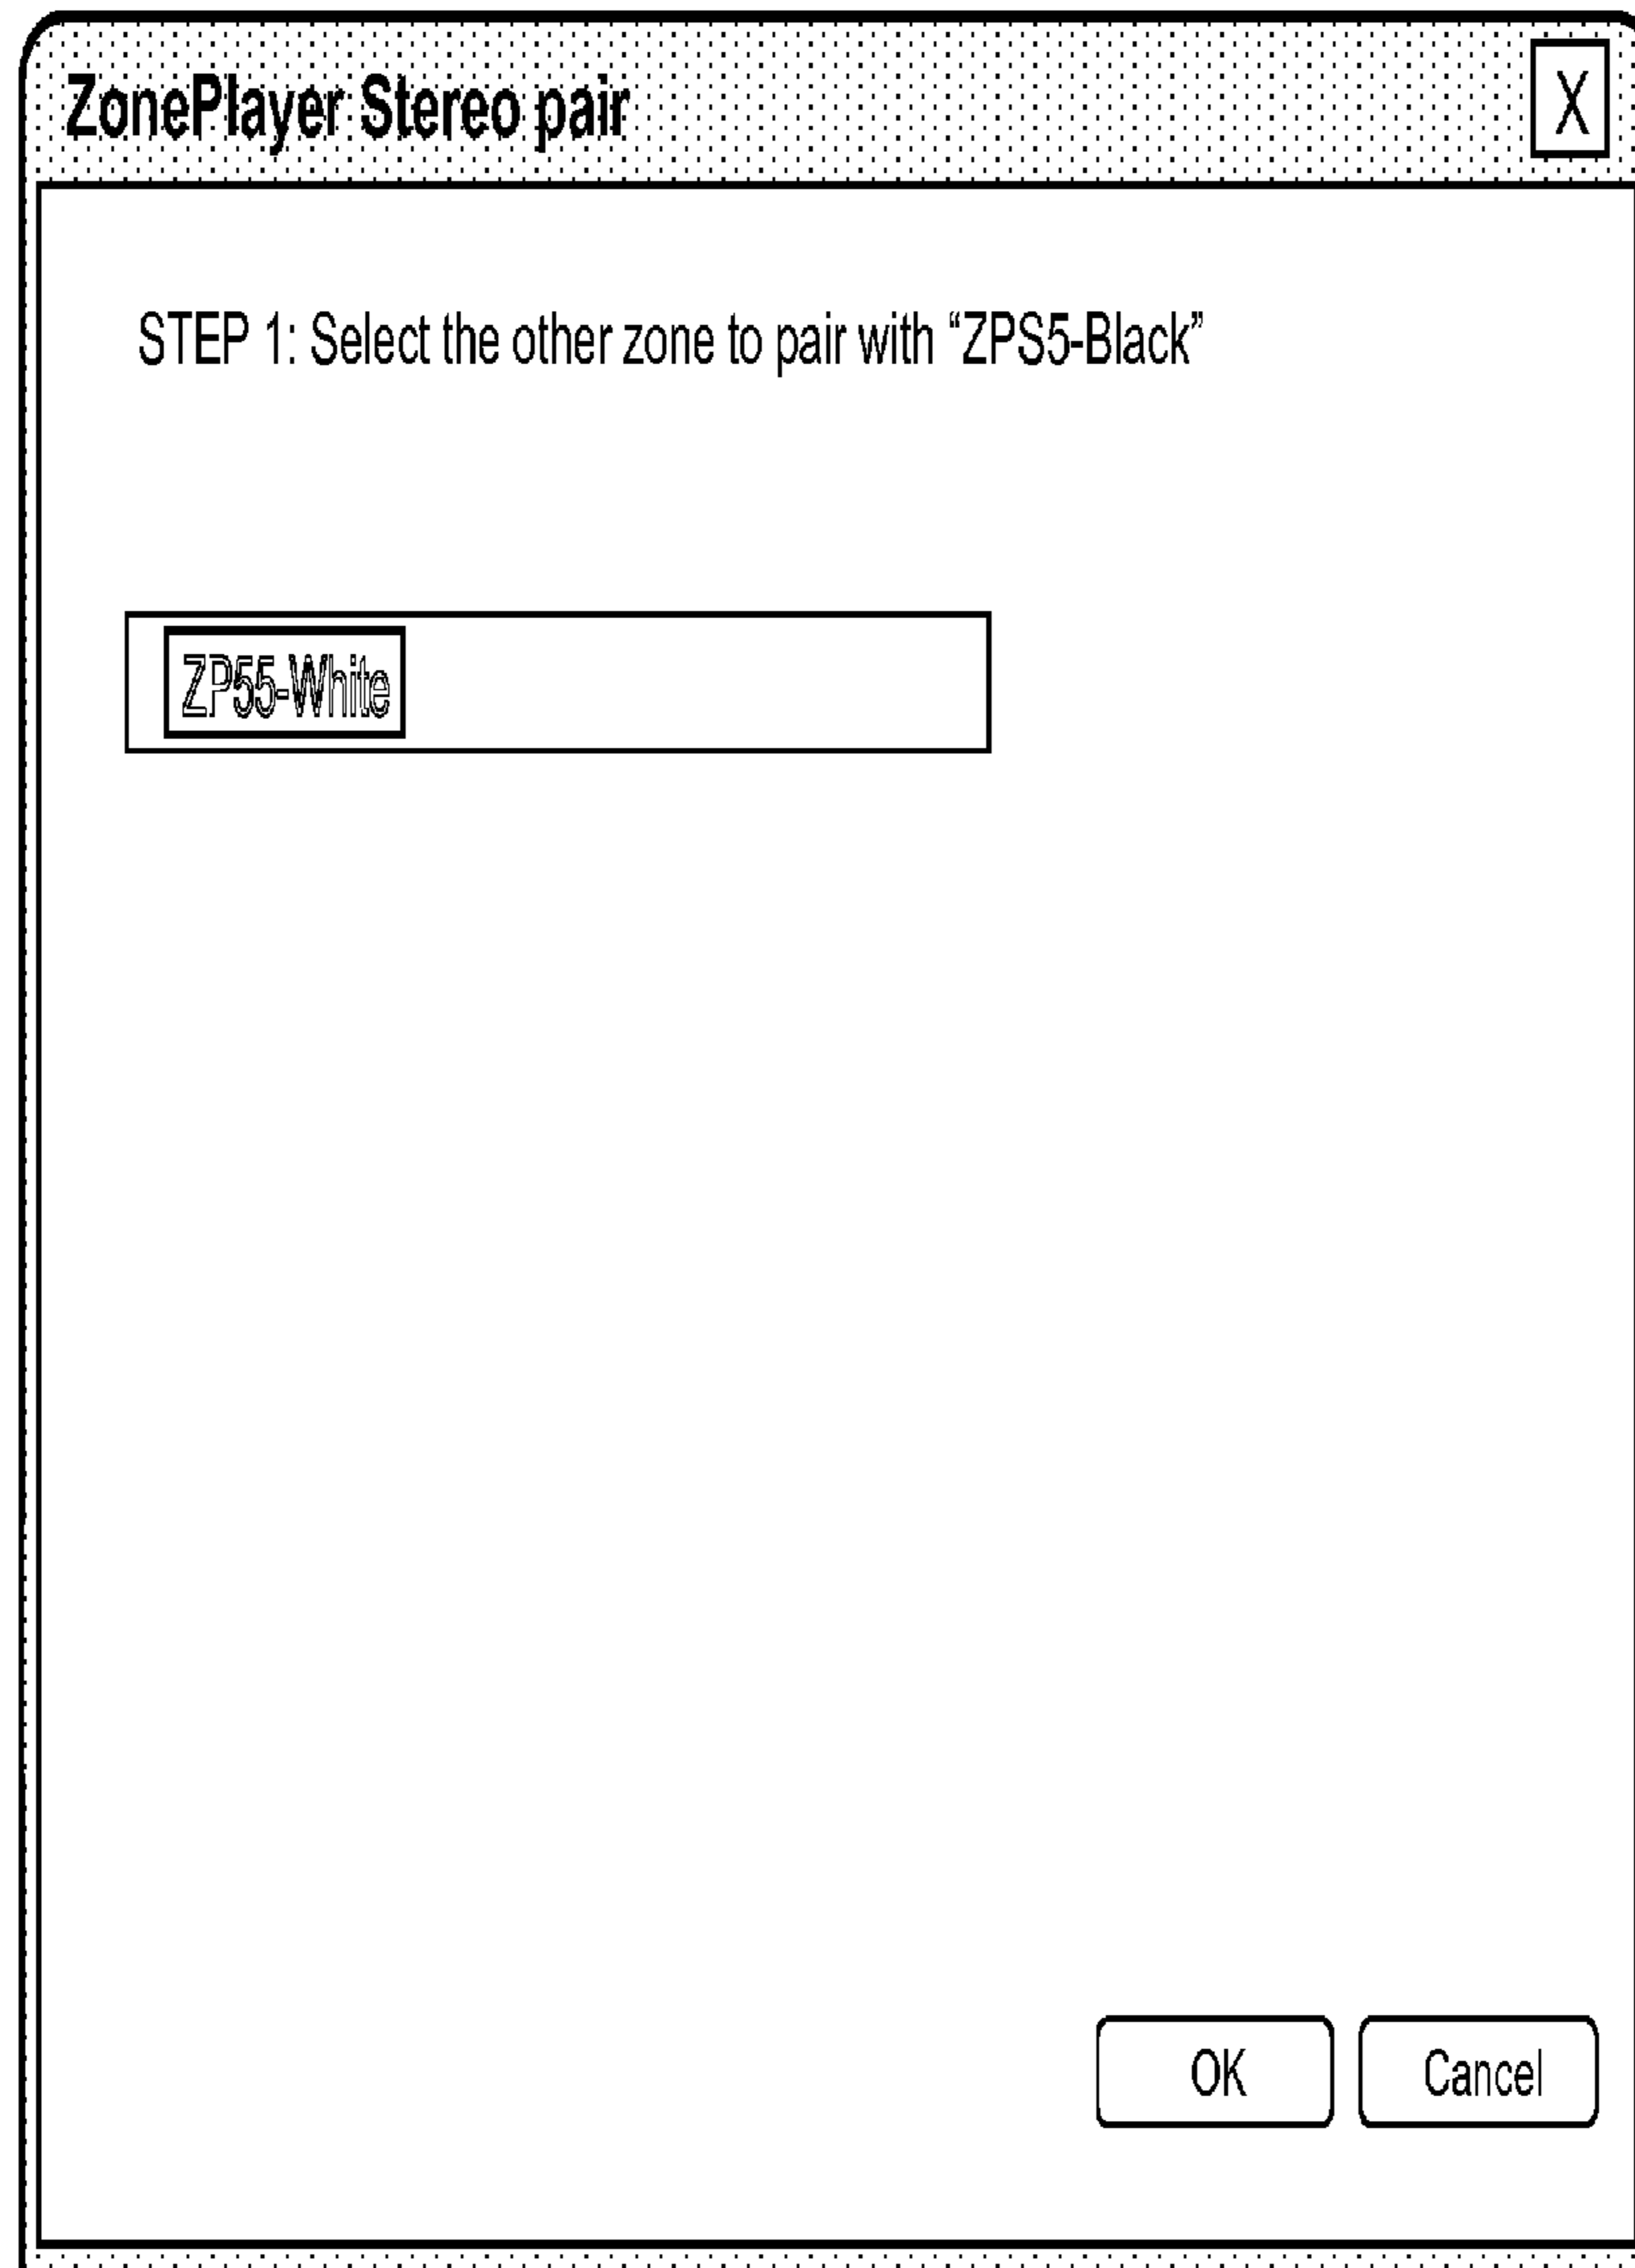 ZonePlayer Stereo pair
X
STEP 1: Select the other zone to pair with “ZPS5-Black”
ZP55-White
OK
Cancel